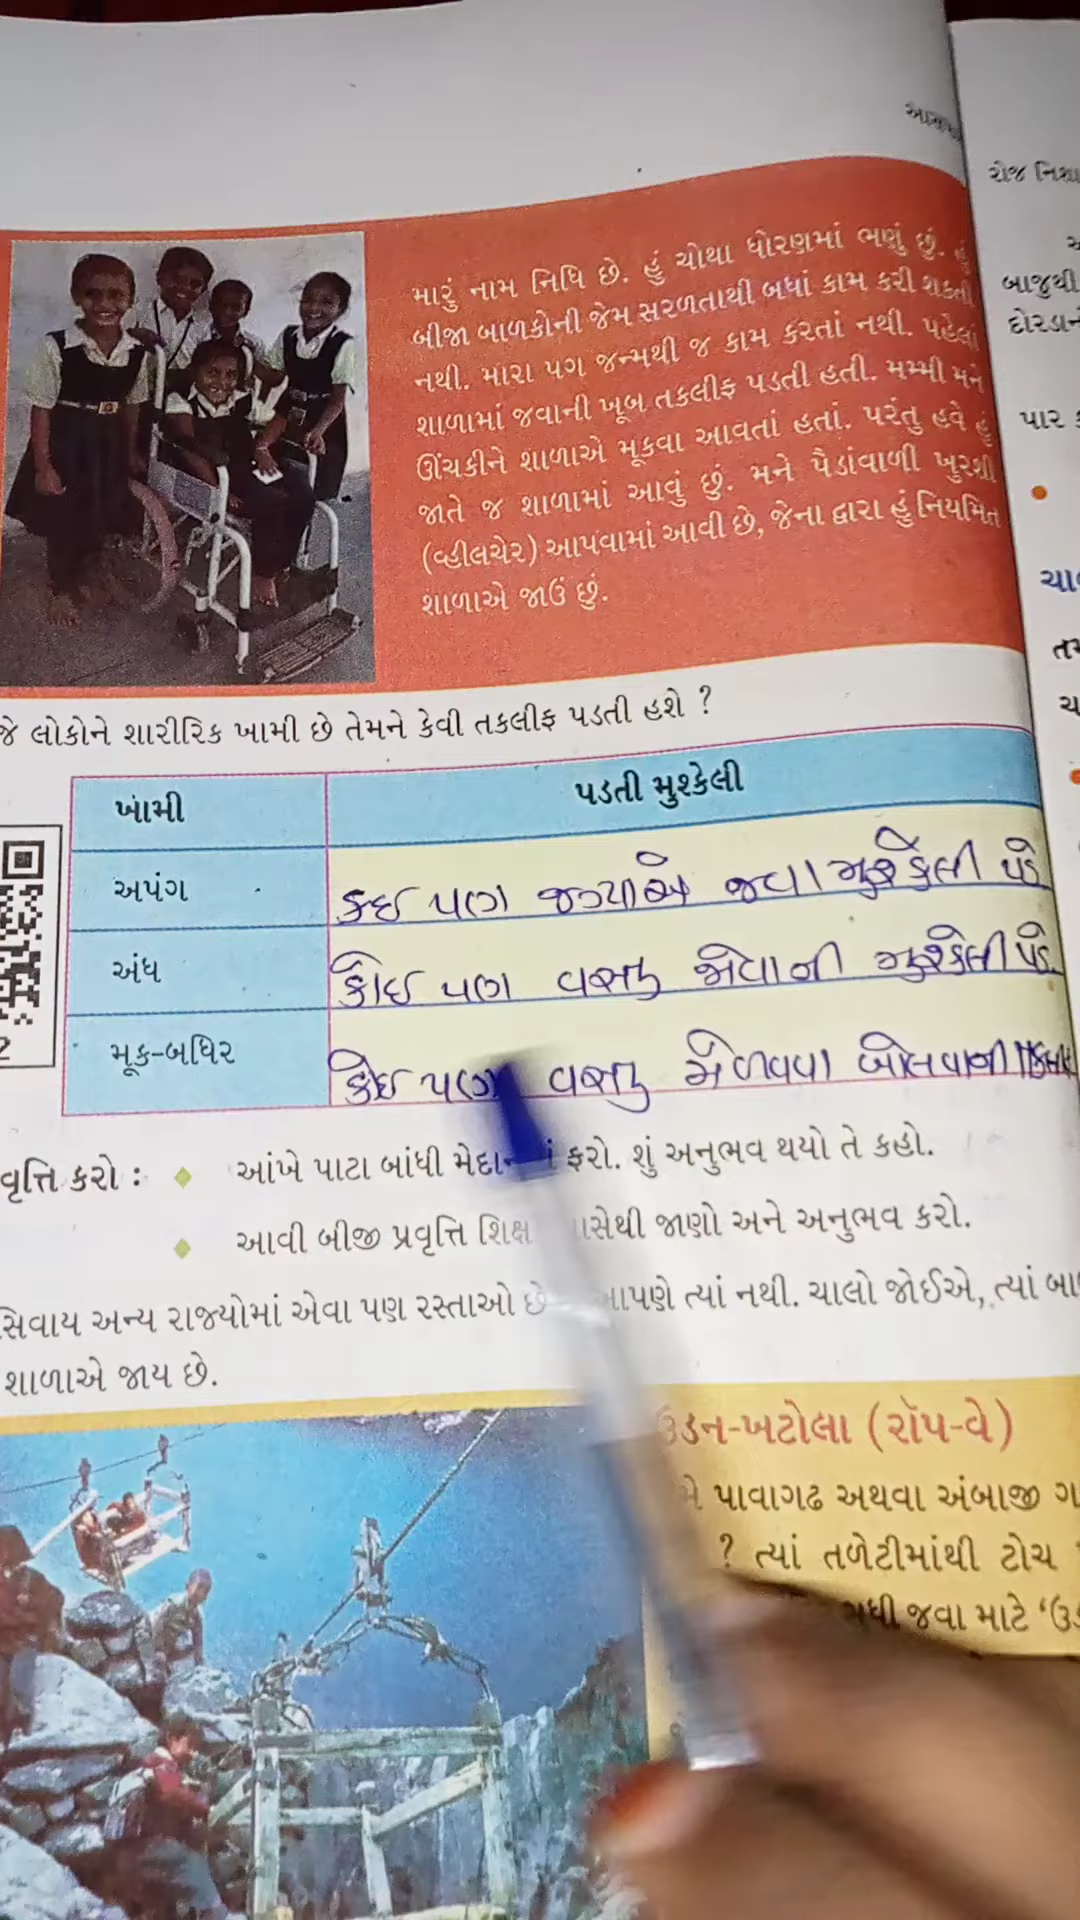 રોજ નિશા
બાજુથી
દોરડાન
પાર
મારું નામ નિધિ છે. હું ચોથા ધોરણમાં ભણું છું. હું
બીજા બાળકોની જેમ સરળતાથી બધાં કામ કરી શકતી
નથી. મારા પગ જન્મથી જ કામ કરતાં નથી. પહેલાં
શાળામાં જવાની ખૂબ તકલીફ પડતી હતી. મમ્મી મને
ઊંચકીને શાળાએ મૂકવા આવતાં હતાં. પરંતુ હવે હું
જાતે જ શાળામાં આવું છું. મને પૈડાંવાળી ખુરશી
(વ્હીલચેર) આપવામાં આવી છે, જેના દ્વારા હું નિયમિત
શાળાએ જાઉં છું.
જે લોકોને શારીરિક ખામી છે તેમને કેવી તકલીફ પડતી હશે ?
ખામી પડતી મુશ્કેલી
અપંગ કઇ પણ જગ્યાએ જવા મુશ્કેલી પડે
અંધ કોઇ પણ વસ્તુ જોવાની મુશ્કેલી પડે.
મૂક-બધિર કોઇ પણ વસ્તુ મેળવવા બોલવાની
2
વૃત્તિ કરો : આંખે પાટા બાંધી ફરો. શું અનુભવ થયો તે કહો.
આવી બીજી પ્રવૃત્તિ શિક્ષ સેથી જાણો અને અનુભવ કરો.
સિવાય અન્ય રાજ્યોમાં એવા પણ રસ્તાઓ છે આપણે ત્યાં નથી. ચાલો જોઈએ, ત્યાં બા
શાળાએ જાય છે.
ઉડન-ખટોલા (રૉપ-વે)
મે પાવાગઢ અથવા અંબાજી ગ
? ત્યાં તળેટીમાંથી ટોચ
સુધી જવા માટે ‘ઉડ